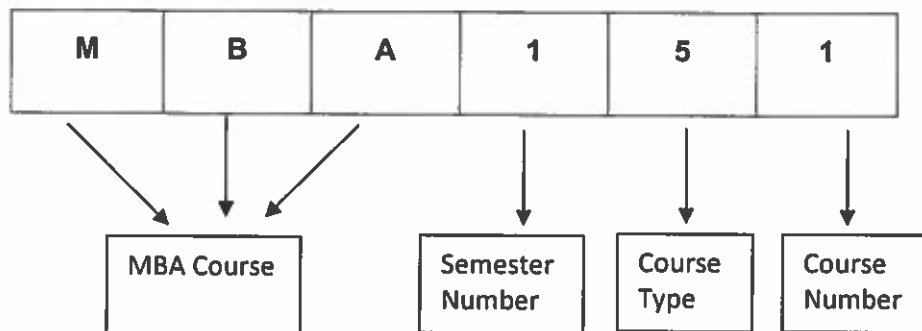 M B A 1 5 1
MBA Course
Semester
Number
Course
Type
Course
Number